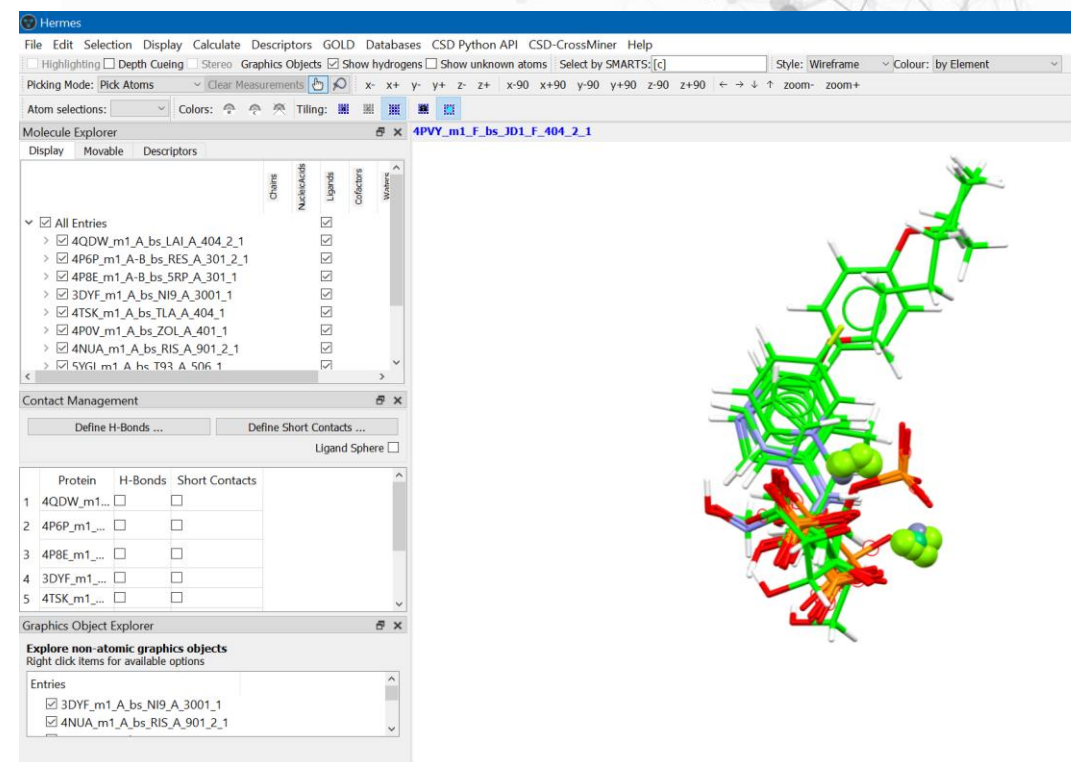 Hermes
File Edit Selection Display Calculate Descriptors GOLD Databases CSD Python API CSD-CrossMiner Help
Highlighting Depth Cueing Stereo Graphics Objects Show hydrogens Show unknown atoms Select by SMARTS: [c] Style: Wireframe Colour: by Element
Picking Mode: Pick Atoms Clear Measurements x- x+ y- y+ z- z+ x-90 x+90 y-90 y+90 z-90 z+90 ← → ↓ ↑ zoom- zoom+
Atom selections: Colors: Tiling:
Molecule Explorer
4PVY_m1_F_bs_JD1_F_404_2_1
Display Movable Descriptors
Chains NucleicAcids Ligands Cofactors Waters
All Entries
4QDW_m1_A_bs_LAI_A_404_2_1
4P6P_m1_A-B_bs_RES_A_301_2_1
4P8E_m1_A-B_bs_5RP_A_301_1
3DYF_m1_A_bs_NI9_A_3001_1
4TSK_m1_A_bs_TLA_A_404_1
4P0V_m1_A_bs_ZOL_A_401_1
4NUA_m1_A_bs_RIS_A_901_2_1
5YGI_m1_A_bs_T93_A_506_1
Contact Management
Define H-Bonds ... Define Short Contacts ...
Ligand Sphere
Protein H-Bonds Short Contacts
1 4QDW_m1...
2 4P6P_m1_...
3 4P8E_m1_...
4 3DYF_m1_...
5 4TSK_m1_...
Graphics Object Explorer
Explore non-atomic graphics objects
Right click items for available options
Entries
3DYF_m1_A_bs_NI9_A_3001_1
4NUA_m1_A_bs_RIS_A_901_2_1